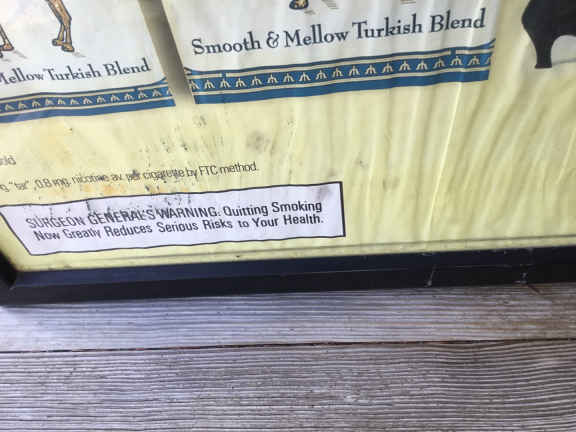 Smooth & Mellow Turkish Blend
Mellow Turkish Blend
"tar", 0.8 mg. nicotine av. per cigarette by FTC method.
SURGEON GENERAL'S WARNING: Quitting Smoking
Now Greatly Reduces Serious Risks to Your Health.